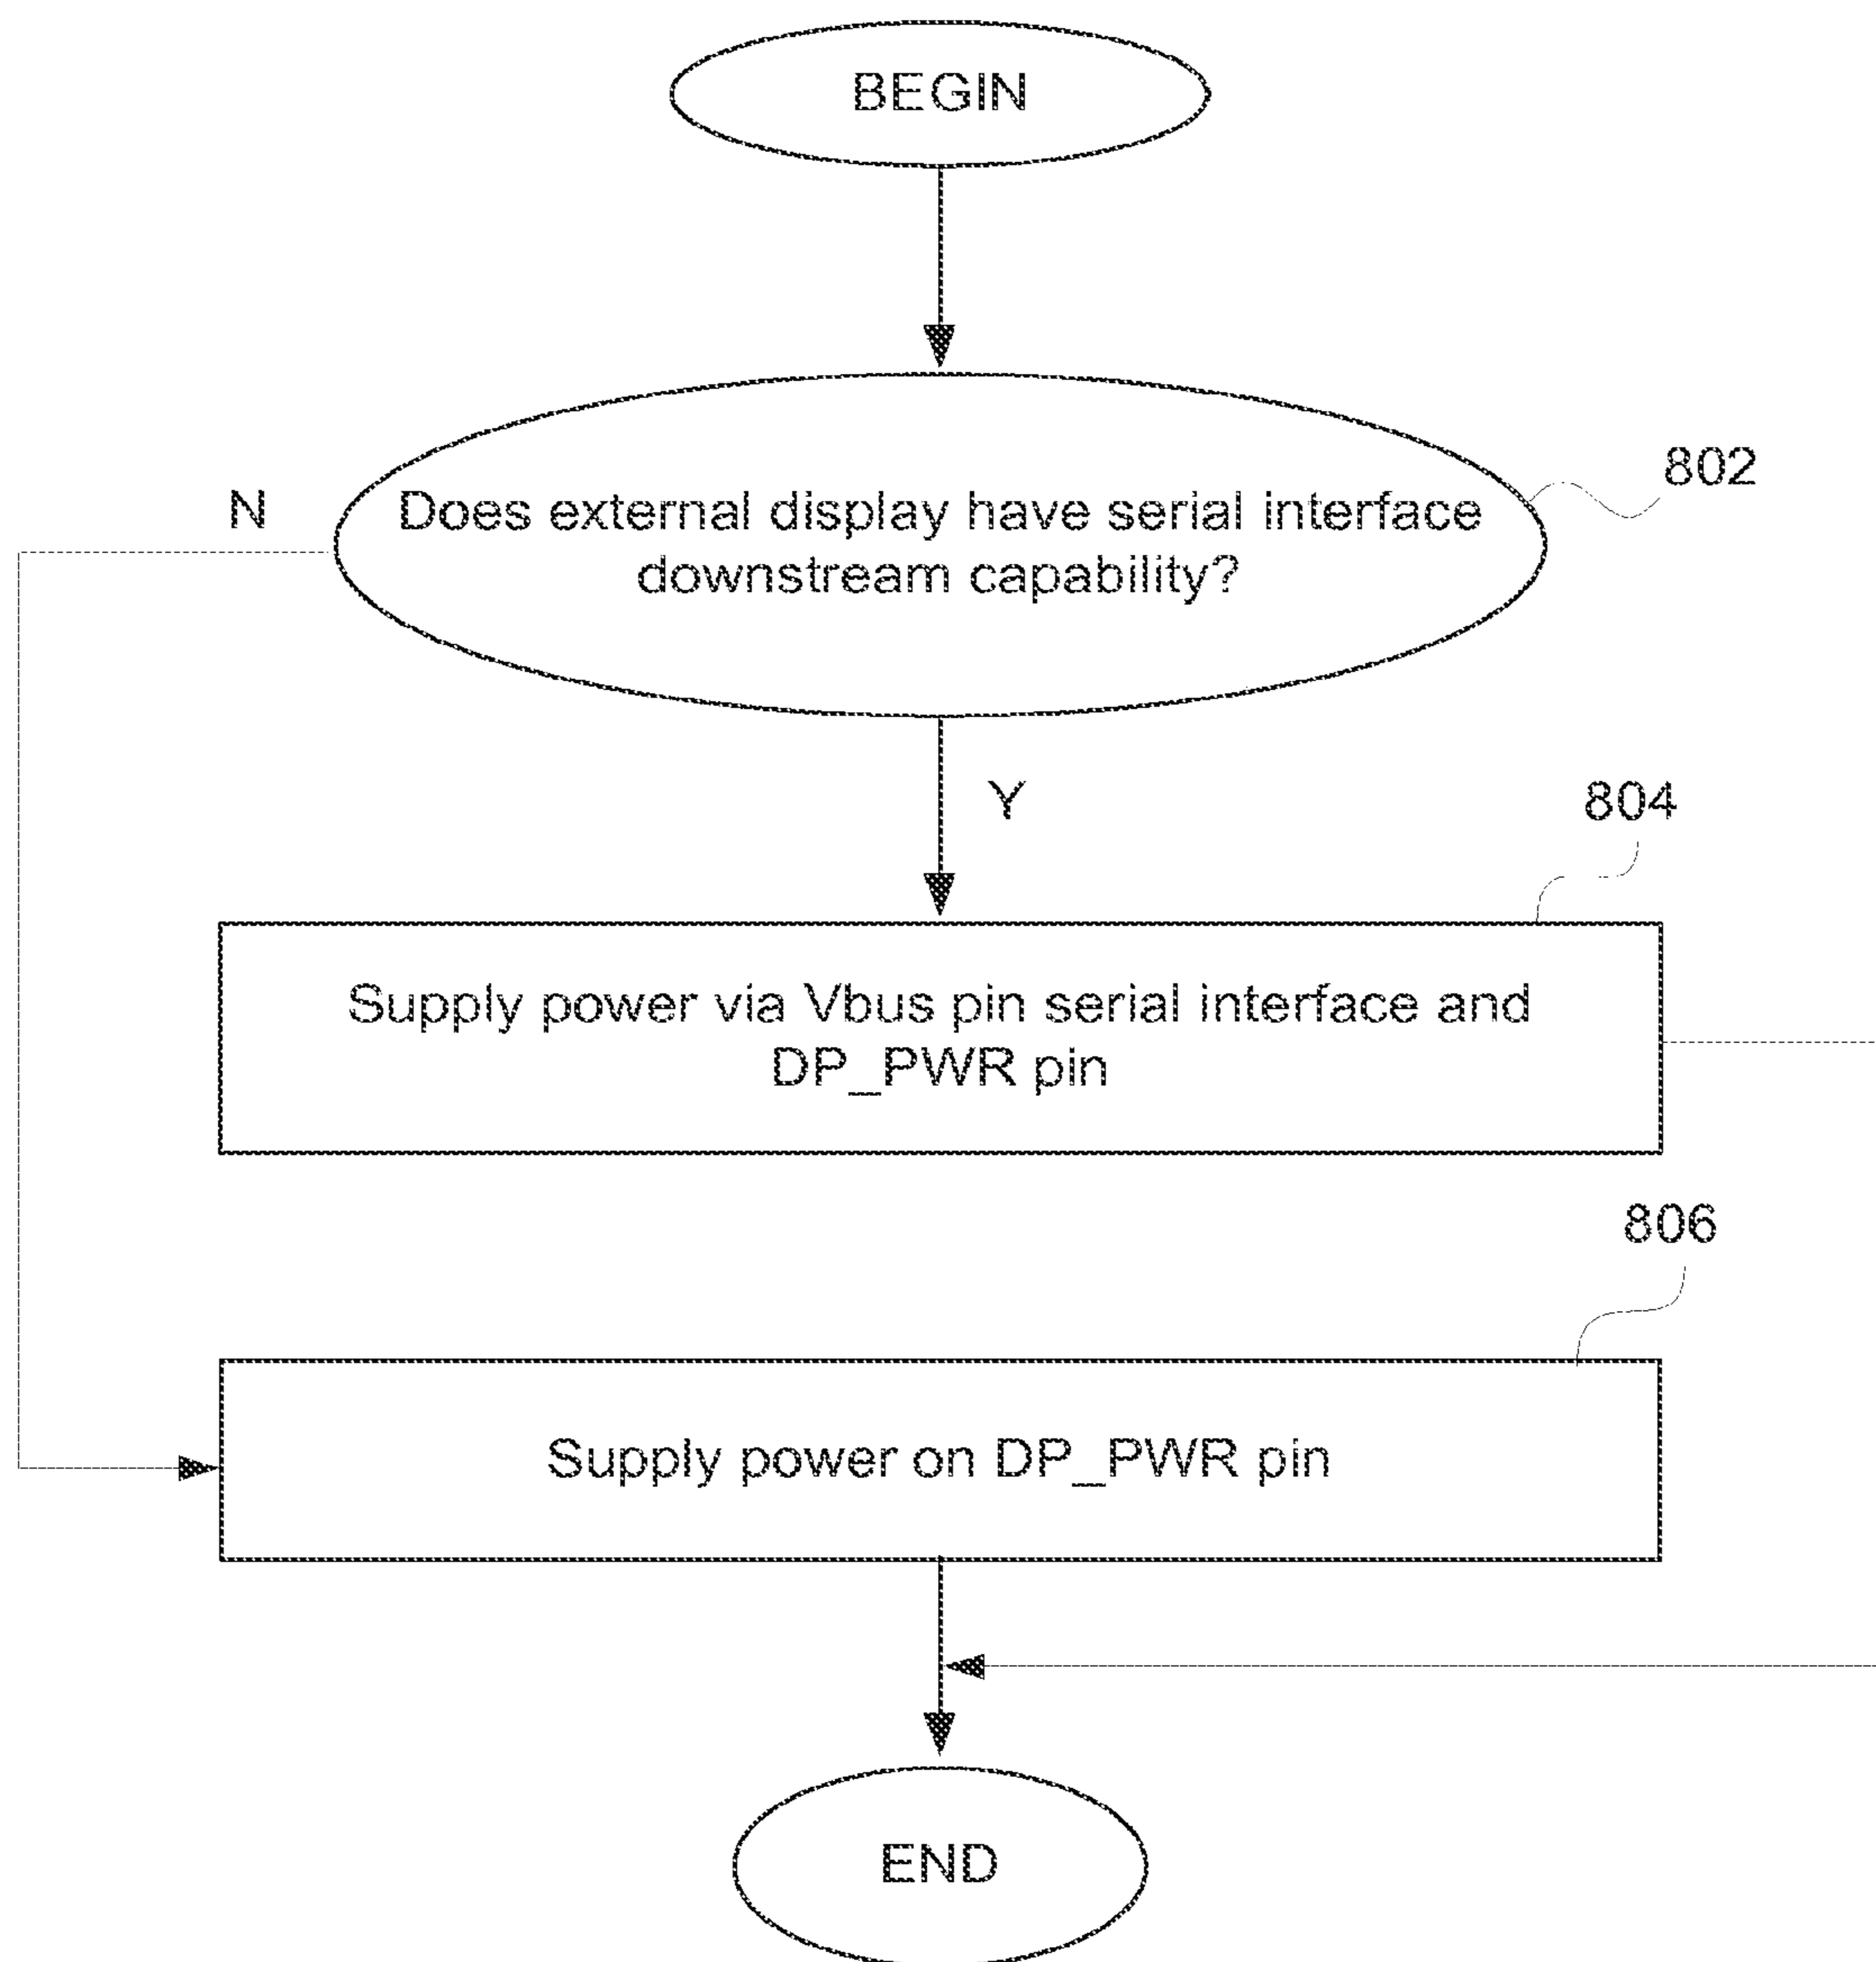 BEGIN
802
N
Does external display have serial interface
downstream capability?
Y
804
Supply power via Vbus pin serial interface and
DP_PWR pin
806
Supply power on DP_PWR pin
END